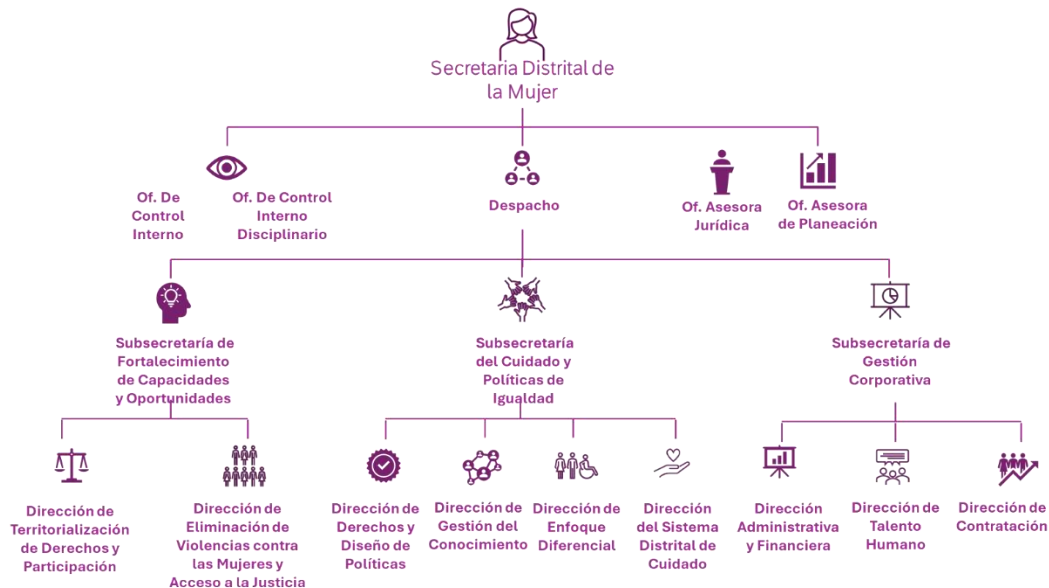 Secretaria Distrital de
la Mujer
Of. De
Control
Interno
Of. De Control
Interno
Disciplinario
Despacho
Of. Asesora
Jurídica
Of. Asesora
de Planeación
Subsecretaría de
Fortalecimiento
de Capacidades
y Oportunidades
Subsecretaría
del Cuidado y
Políticas de
Igualdad
Subsecretaría de
Gestión
Corporativa
Dirección de
Territorialización
de Derechos y
Participación
Dirección de
Eliminación de
Violencias contra
las Mujeres y
Acceso a la Justicia
Dirección de
Derechos y
Diseño de
Políticas
Dirección de
Gestión del
Conocimiento
Dirección de
Enfoque
Diferencial
Dirección
del Sistema
Distrital de
Cuidado
Dirección
Administrativa
y Financiera
Dirección de
Talento
Humano
Dirección de
Contratación